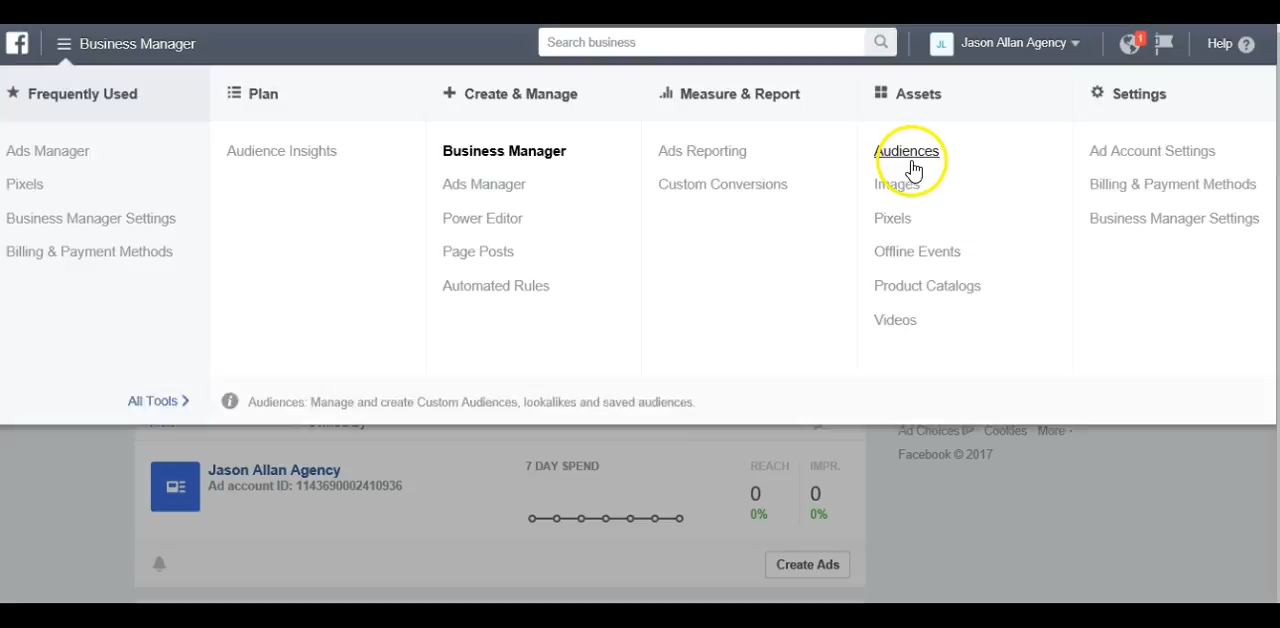 Business Manager
Search business
JL
Jason Allan Agency
1
Help
Frequently Used
Ads Manager
Pixels
Business Manager Settings
Billing & Payment Methods
All Tools
Plan
Audience Insights
Create & Manage
Business Manager
Ads Manager
Power Editor
Page Posts
Automated Rules
Measure & Report
Ads Reporting
Custom Conversions
Assets
Audiences
Images
Pixels
Offline Events
Product Catalogs
Videos
Settings
Ad Account Settings
Billing & Payment Methods
Business Manager Settings
Audiences: Manage and create Custom Audiences, lookalikes and saved audiences.
Ad Choices Cookies More
Facebook © 2017
Jason Allan Agency
Ad account ID: 1143690002410936
7 DAY SPEND
REACH
0
0%
IMPR.
0
0%
Create Ads